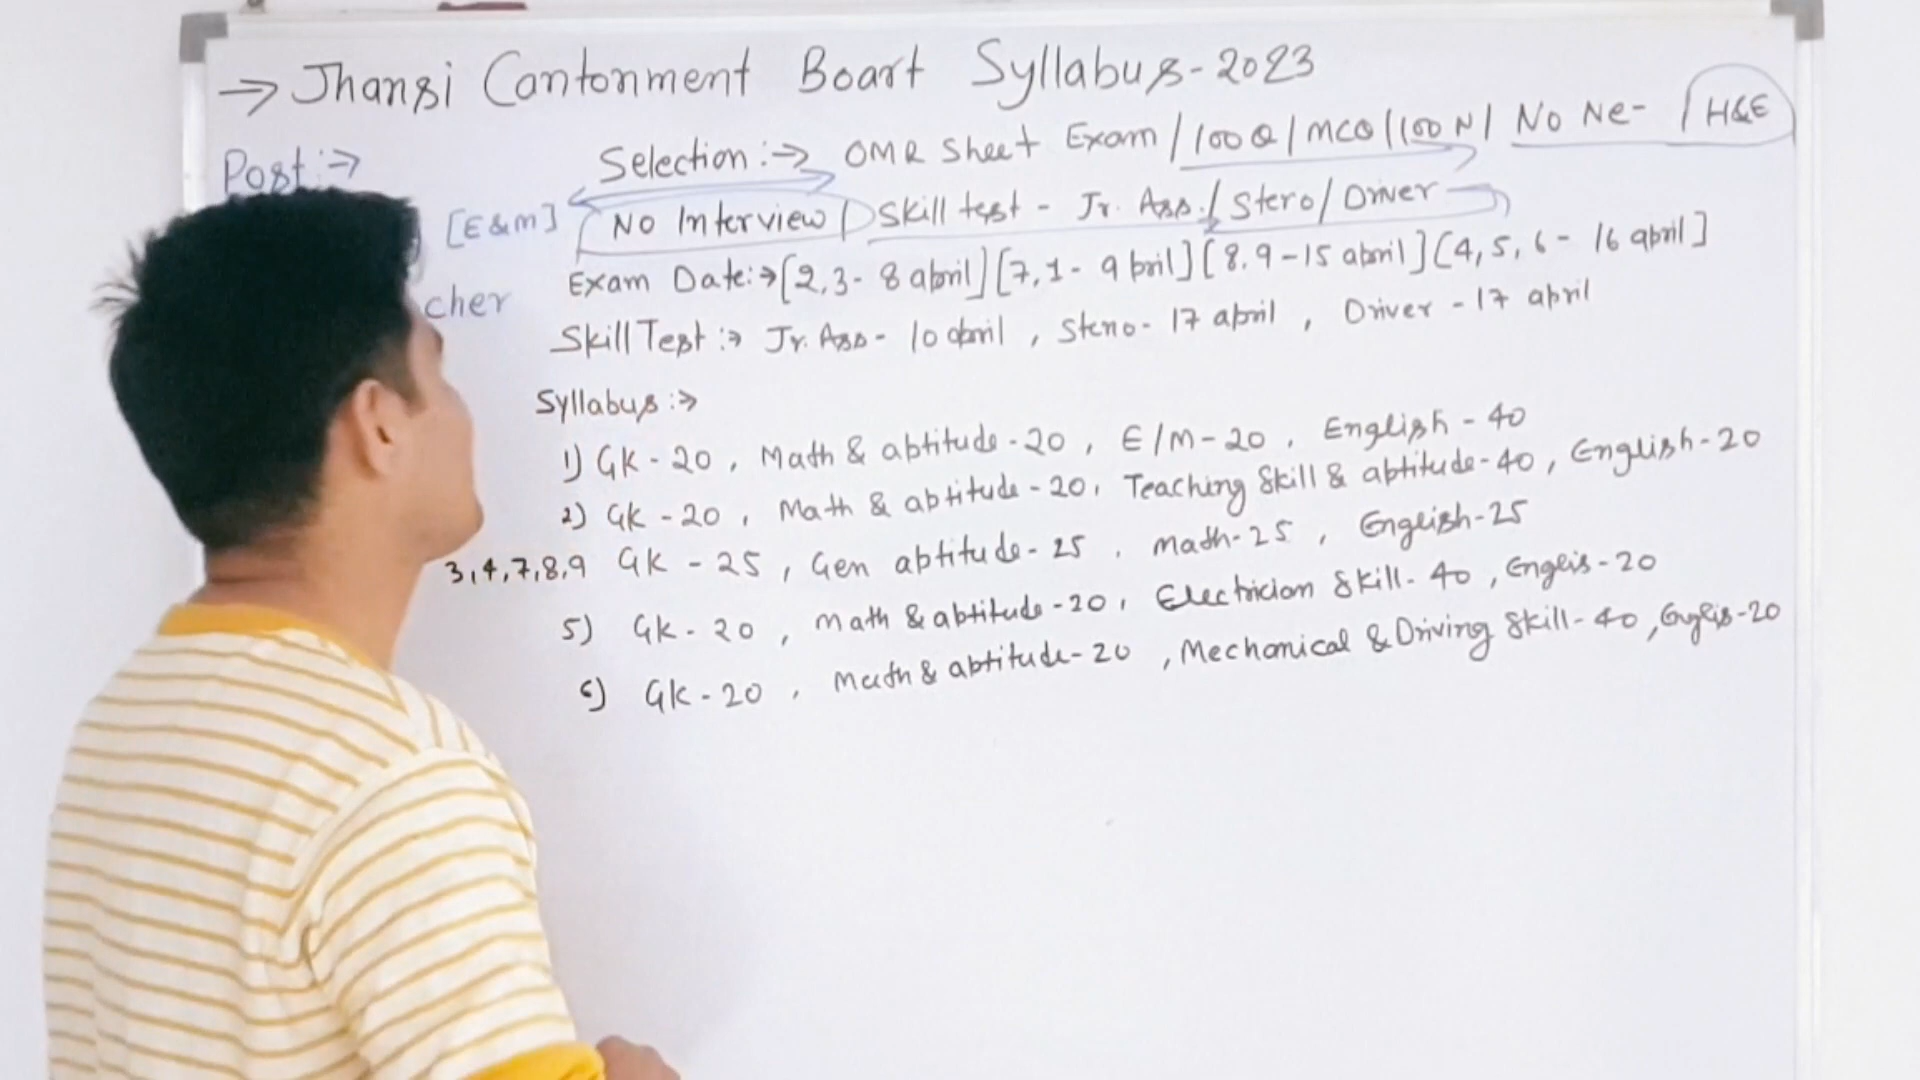 → Jhansi Cantonment Boart Syllabus-2023
Post :→
Selection :→ OMR Sheet Exam / 100 Q / MCQ / 100 N / No Ne- / H&E
[E&M]
No Interview / Skill test - Jr. Ass. / Steno / Driver
cher
Exam Date:→ [2,3- 8 april] [7,1- 9 bril] [8,9-15 april] [4,5,6- 16 april]
Skill Test :→ Jr. Ass - 10 april , Steno- 17 april , Driver - 17 april
Syllabus :→
1) GK - 20 , Math & abtitude-20 , E/M-20 , English - 40
2) GK - 20 , Math & abtitude - 20, Teaching Skill & abtitude-40, English-20
3,4,7,8,9 GK - 25 , Gen abtitude- 25 , math-25 , English-25
5) GK - 20 , math & abtitude-20 , Electrician Skill- 40 , Englis-20
6) GK-20 , Math & abtitude-20 , Mechanical & Driving Skill-40 , Englis-20